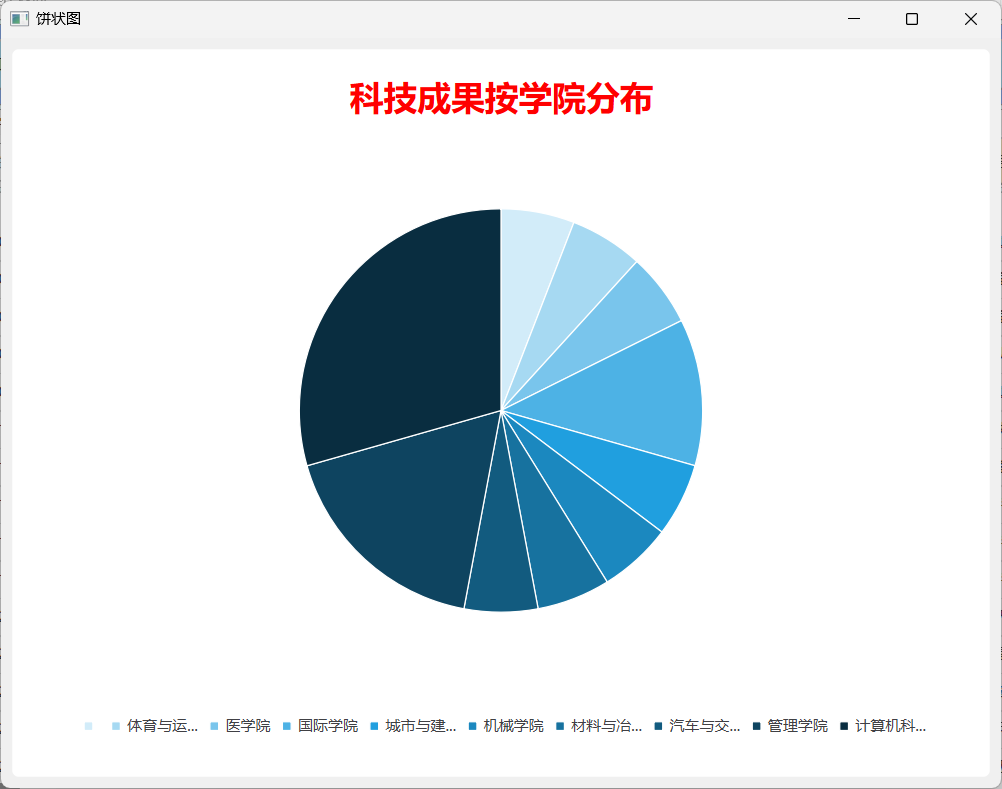 饼状图
科技成果按学院分布
体育与运... 医学院 国际学院 城市与建... 机械学院 材料与冶... 汽车与交... 管理学院 计算机科...